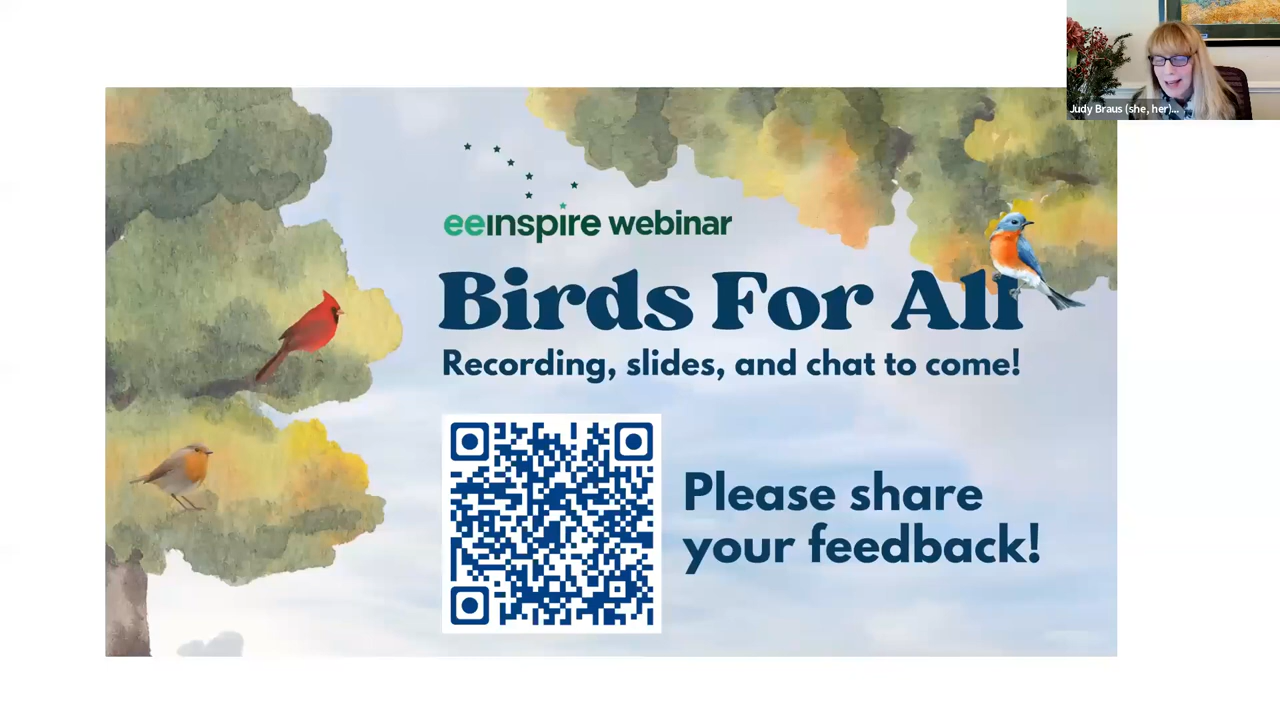 Judy Braus (she, her)...
eeinspire webinar
Birds For All
Recording, slides, and chat to come!
Please share
your feedback!